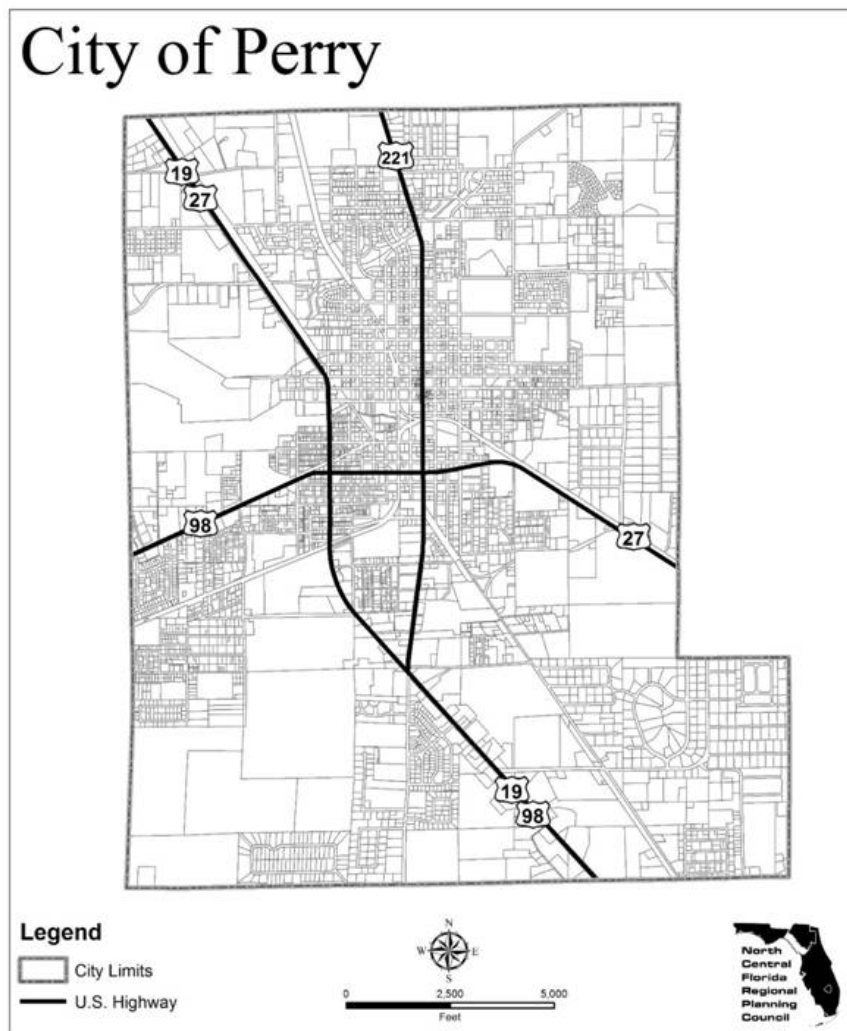 City of Perry
221
19
27
98
27
19
98
Legend
City Limits
U.S. Highway
N
W E
S
0 2,500 5,000
Feet
North
Central
Florida
Regional
Planning
Council